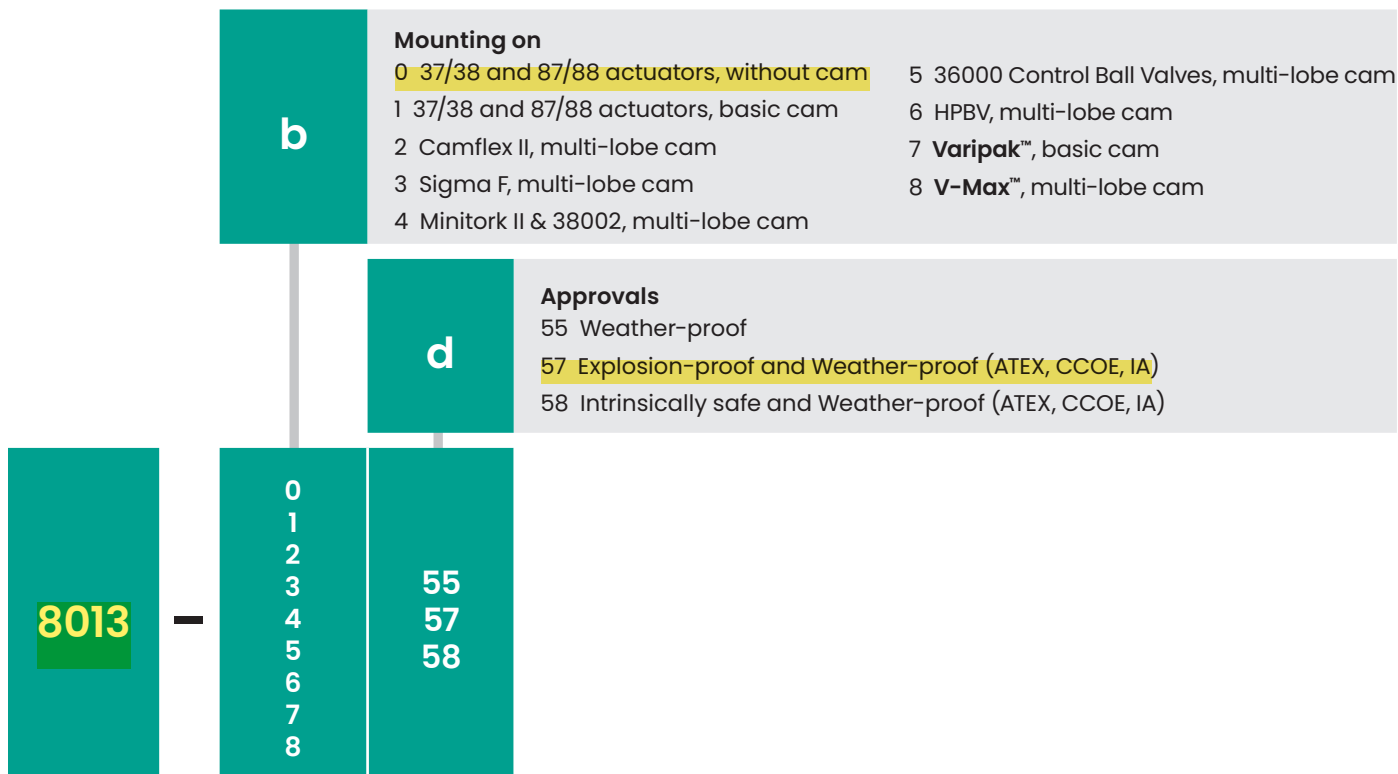 b
Mounting on
0 37/38 and 87/88 actuators, without cam
1 37/38 and 87/88 actuators, basic cam
2 Camflex II, multi-lobe cam
3 Sigma F, multi-lobe cam
4 Minitork II & 38002, multi-lobe cam
5 36000 Control Ball Valves, multi-lobe cam
6 HPBV, multi-lobe cam
7 Varipak™, basic cam
8 V-Max™, multi-lobe cam
d
Approvals
55 Weather-proof
57 Explosion-proof and Weather-proof (ATEX, CCOE, IA)
58 Intrinsically safe and Weather-proof (ATEX, CCOE, IA)
8013 -
0
1
2
3
4
5
6
7
8
55
57
58